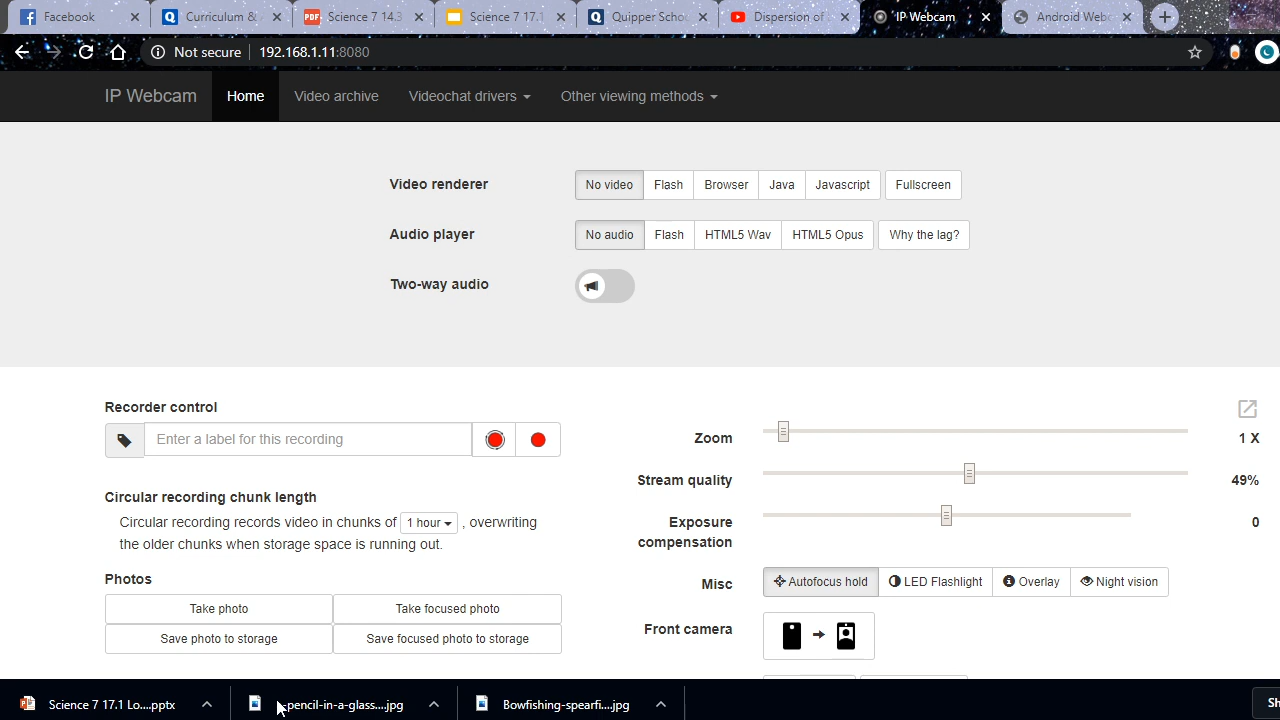 Facebook
Curriculum &
Science 7 14.3
Science 7 17.1
Quipper Schoo
Dispersion of
IP Webcam
Android Web
Not secure 192.168.1.11:8080
IP Webcam Home Video archive Videochat drivers Other viewing methods
Video renderer No video Flash Browser Java Javascript Fullscreen
Audio player No audio Flash HTML5 Wav HTML5 Opus Why the lag?
Two-way audio
Recorder control
Enter a label for this recording
Circular recording chunk length
Circular recording records video in chunks of 1 hour , overwriting
the older chunks when storage space is running out.
Photos
Take photo Take focused photo
Save photo to storage Save focused photo to storage
Zoom 1 X
Stream quality 49%
Exposure 0
compensation
Misc Autofocus hold LED Flashlight Overlay Night vision
Front camera
Science 7 17.1 Lo....pptx
pencil-in-a-glass....jpg
Bowfishing-spearfi....jpg
Sh